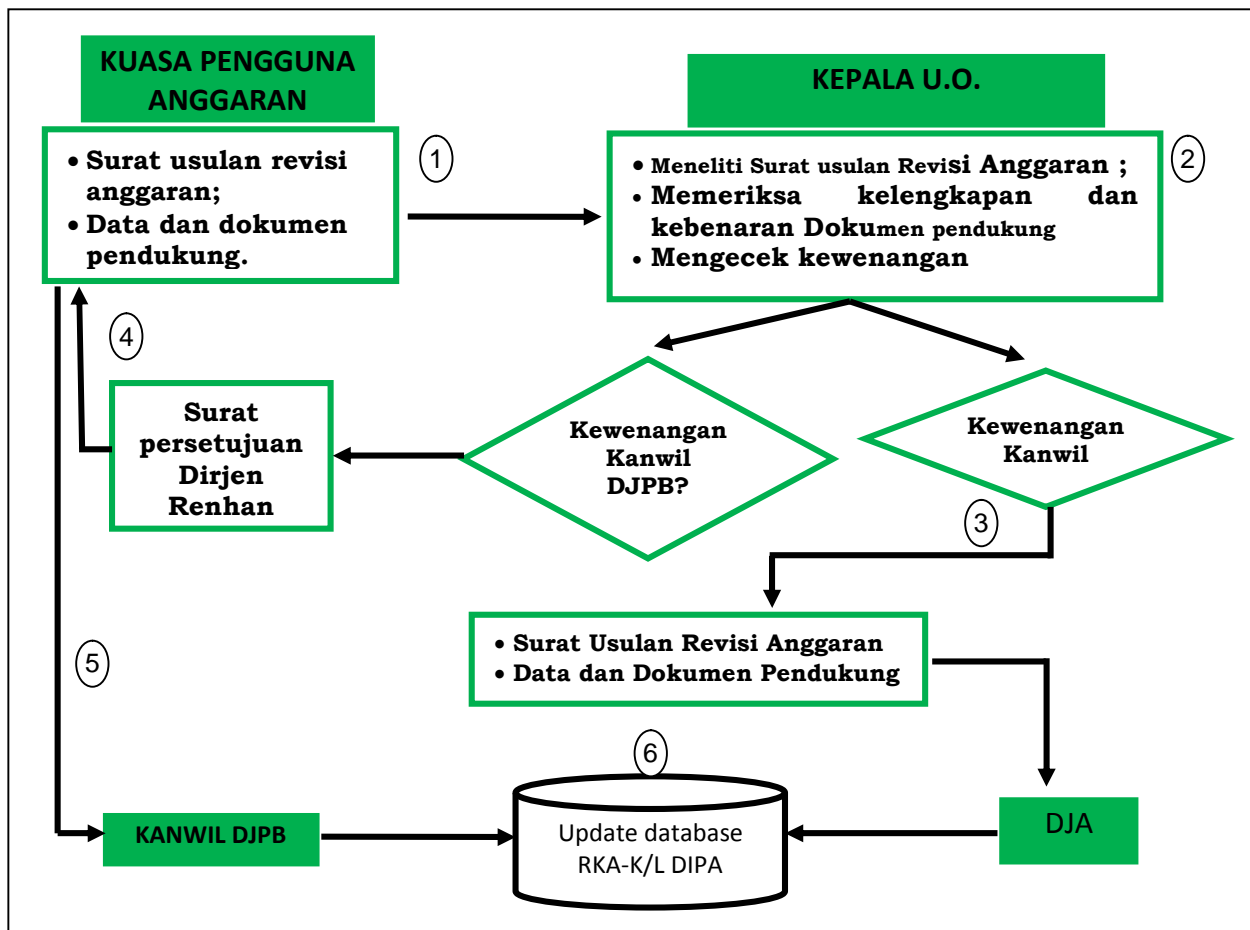 KUASA PENGGUNA
ANGGARAN
KEPALA U.O.
• Surat usulan revisi
anggaran;
• Data dan dokumen
pendukung.
1
• Meneliti Surat usulan Revisi Anggaran ;
• Memeriksa kelengkapan dan
kebenaran Dokumen pendukung
• Mengecek kewenangan
2
4
Surat
persetujuan
Dirjen
Renhan
Kewenangan
Kanwil
DJPB?
Kewenangan
Kanwil
3
• Surat Usulan Revisi Anggaran
• Data dan Dokumen Pendukung
5
6
KANWIL DJPB
Update database
RKA-K/L DIPA
DJA